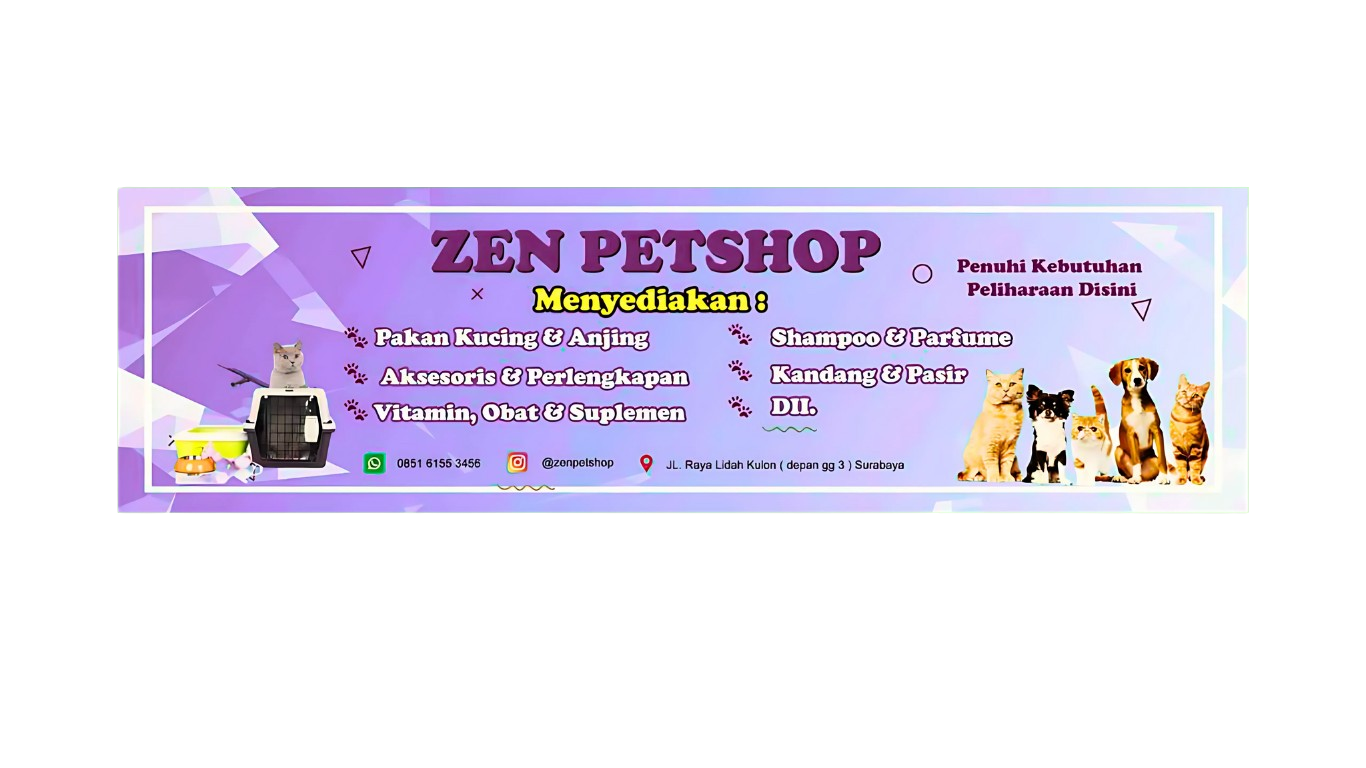 ZEN PETSHOP
Menyediakan :
Penuhi Kebutuhan
Peliharaan Disini
Pakan Kucing & Anjing
Aksesoris & Perlengkapan
Vitamin, Obat & Suplemen
Shampoo & Parfume
Kandang & Pasir
Dll.
0851 6155 3456
@zenpetshop
JL. Raya Lidah Kulon ( depan gg 3 ) Surabaya